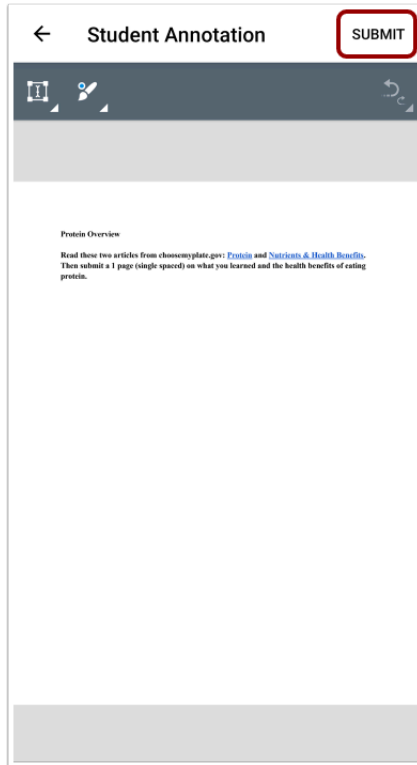 Student Annotation
SUBMIT
Protein Overview
Read these two articles from choosemyplate.gov: Protein and Nutrients & Health Benefits.
Then submit a 1 page (single spaced) on what you learned and the health benefits of eating
protein.